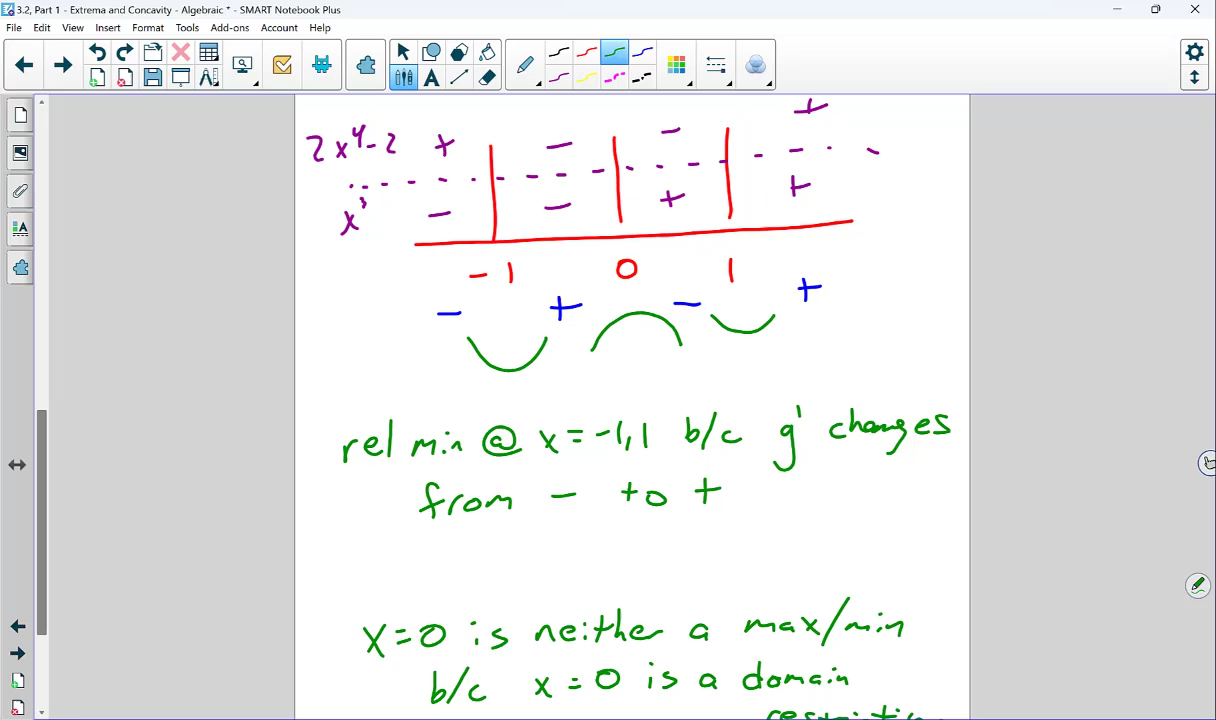 3.2, Part 1 - Extrema and Concavity - Algebraic * - SMART Notebook Plus
File Edit View Insert Format Tools Add-ons Account Help
2x⁴-2 + - - +
x³ - - + +
-1 0 1
- + - +
rel min @ x=-1,1 b/c g' changes
from - to +
x=0 is neither a max/min
b/c x=0 is a domain
restriction